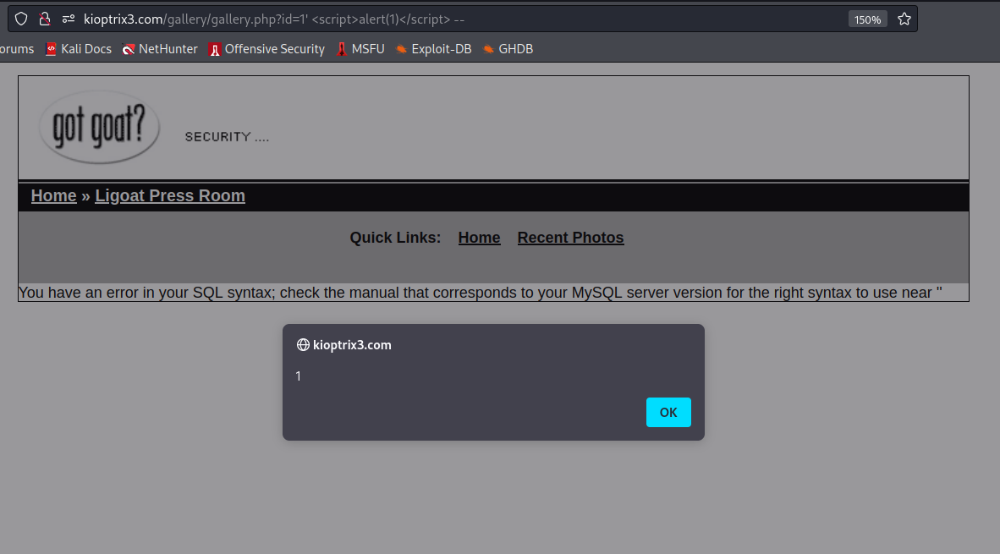 kioptrix3.com/gallery/gallery.php?id=1' <script>alert(1)</script> --
150%
orums Kali Docs NetHunter Offensive Security MSFU Exploit-DB GHDB
got goat?
SECURITY ....
Home » Ligoat Press Room
Quick Links: Home Recent Photos
You have an error in your SQL syntax; check the manual that corresponds to your MySQL server version for the right syntax to use near ''
kioptrix3.com
1
OK